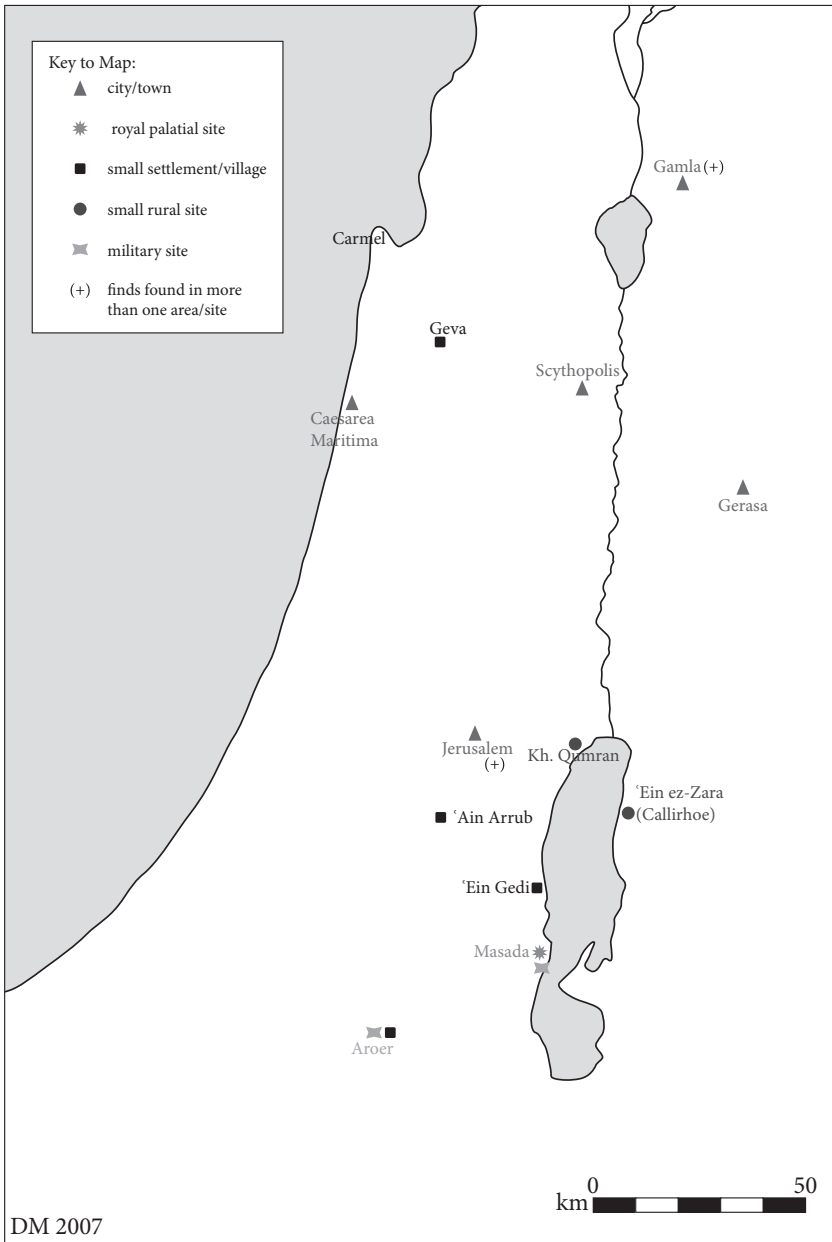 Key to Map:
city/town
royal palatial site
small settlement/village
small rural site
military site
(+) finds found in more
than one area/site
Gamla (+)
Carmel
Geva
Scythopolis
Caesarea
Maritima
Gerasa
Jerusalem
(+)
Kh. Qumran
ʿEin ez-Zara
(Callirhoe)
ʿAin Arrub
ʿEin Gedi
Masada
Aroer
0 50
km
DM 2007